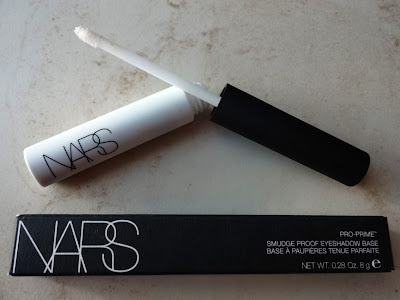 NARS
NARS
PRO-PRIME™
SMUDGE PROOF EYESHADOW BASE
BASE À PAUPIÈRES TENUE PARFAITE
NET WT. 0.28 Oz. 8 g ℮